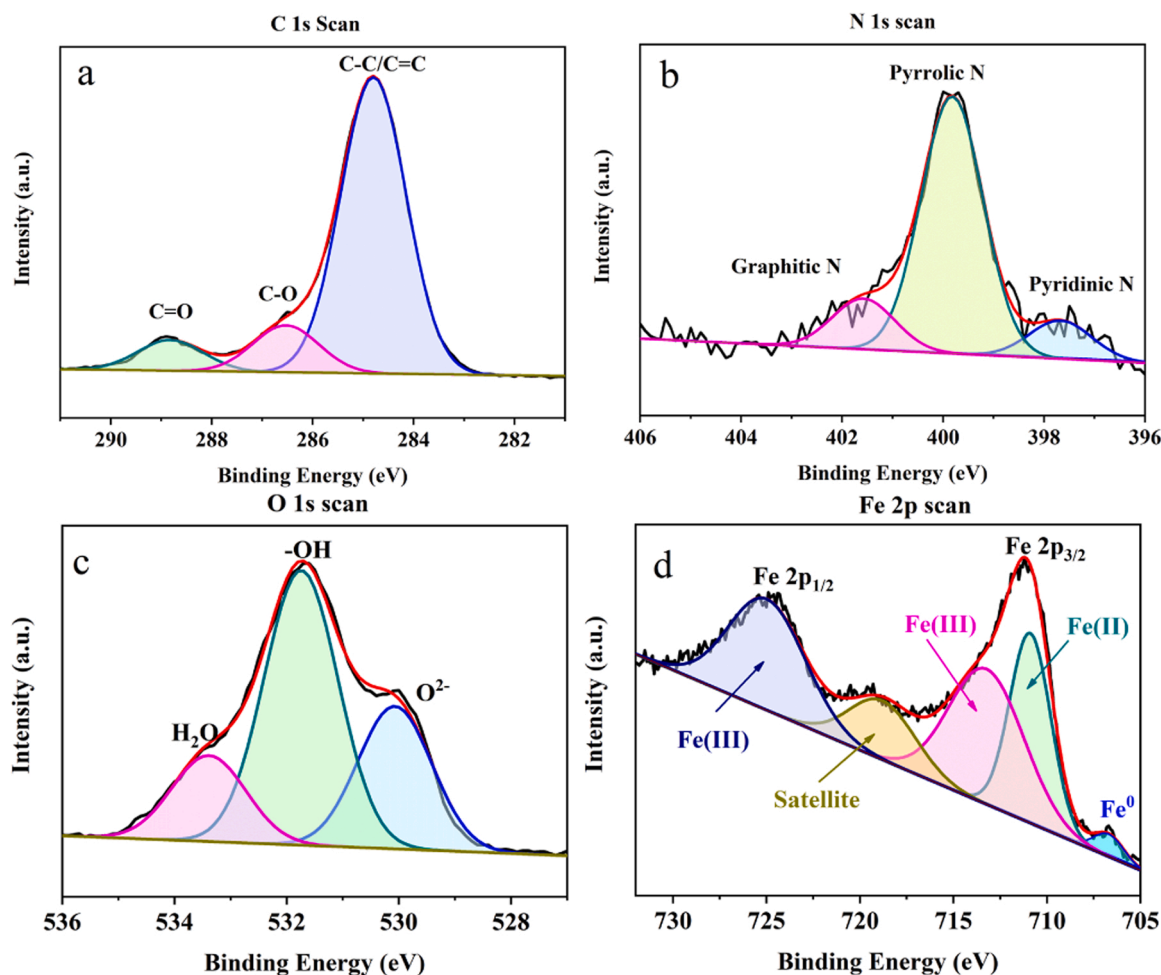 C 1s Scan
a
C-C/C=C
C-O
C=O
Intensity (a.u.)
290 288 286 284 282
Binding Energy (eV)
N 1s scan
b
Pyrrolic N
Graphitic N
Pyridinic N
Intensity (a.u.)
406 404 402 400 398 396
Binding Energy (eV)
O 1s scan
c
-OH
O²⁻
H₂O
Intensity (a.u.)
536 534 532 530 528
Binding Energy (eV)
Fe 2p scan
d
Fe 2p₃/₂
Fe 2p₁/₂
Fe(III)
Fe(II)
Fe(III)
Satellite
Fe⁰
Intensity (a.u.)
730 725 720 715 710 705
Binding Energy (eV)